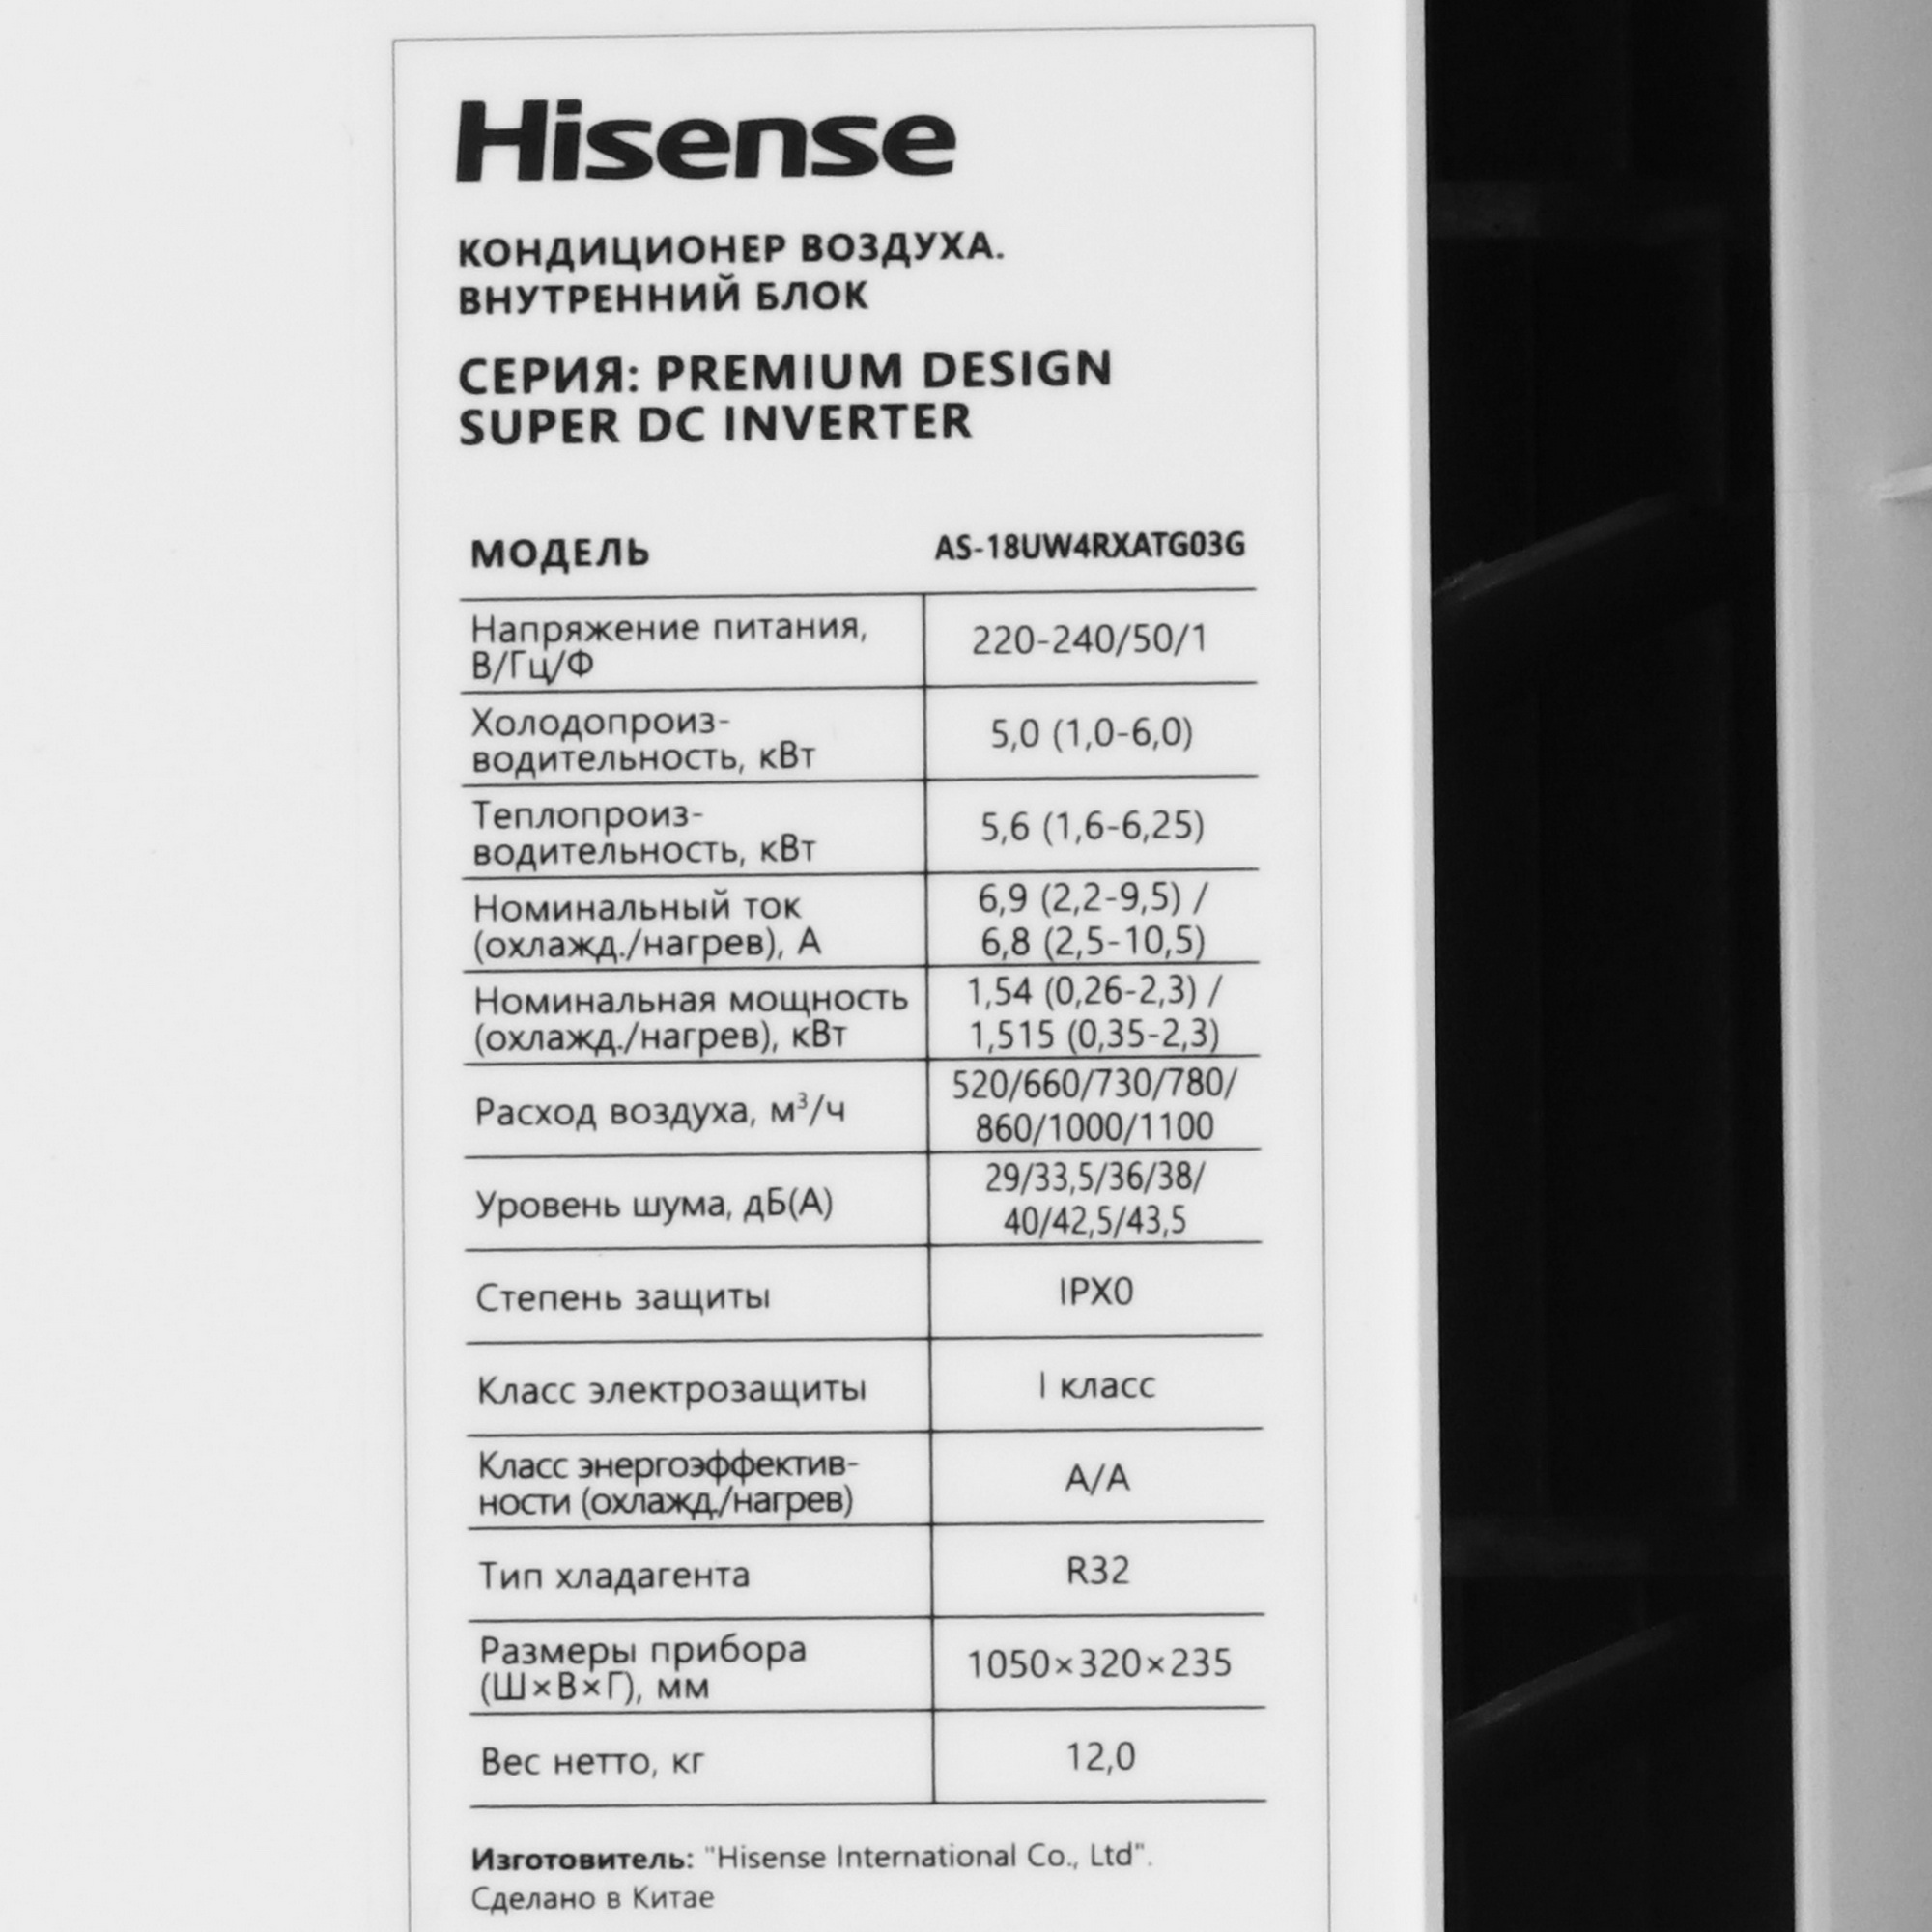 Hisense
КОНДИЦИОНЕР ВОЗДУХА.
ВНУТРЕННИЙ БЛОК
СЕРИЯ: PREMIUM DESIGN
SUPER DC INVERTER
МОДЕЛЬ AS-18UW4RXATG03G
Напряжение питания,
В/Гц/Ф
220-240/50/1
Холодопроиз-
водительность, кВт
5,0 (1,0-6,0)
Теплопроиз-
водительность, кВт
5,6 (1,6-6,25)
Номинальный ток
(охлажд./нагрев), А
6,9 (2,2-9,5) /
6,8 (2,5-10,5)
Номинальная мощность
(охлажд./нагрев), кВт
1,54 (0,26-2,3) /
1,515 (0,35-2,3)
Расход воздуха, м³/ч
520/660/730/780/
860/1000/1100
Уровень шума, дБ(А)
29/33,5/36/38/
40/42,5/43,5
Степень защиты
IPX0
Класс электрозащиты
I класс
Класс энергоэффектив-
ности (охлажд./нагрев)
A/A
Тип хладагента
R32
Размеры прибора
(Ш×В×Г), мм
1050×320×235
Вес нетто, кг
12,0
Изготовитель: "Hisense International Co., Ltd".
Сделано в Китае